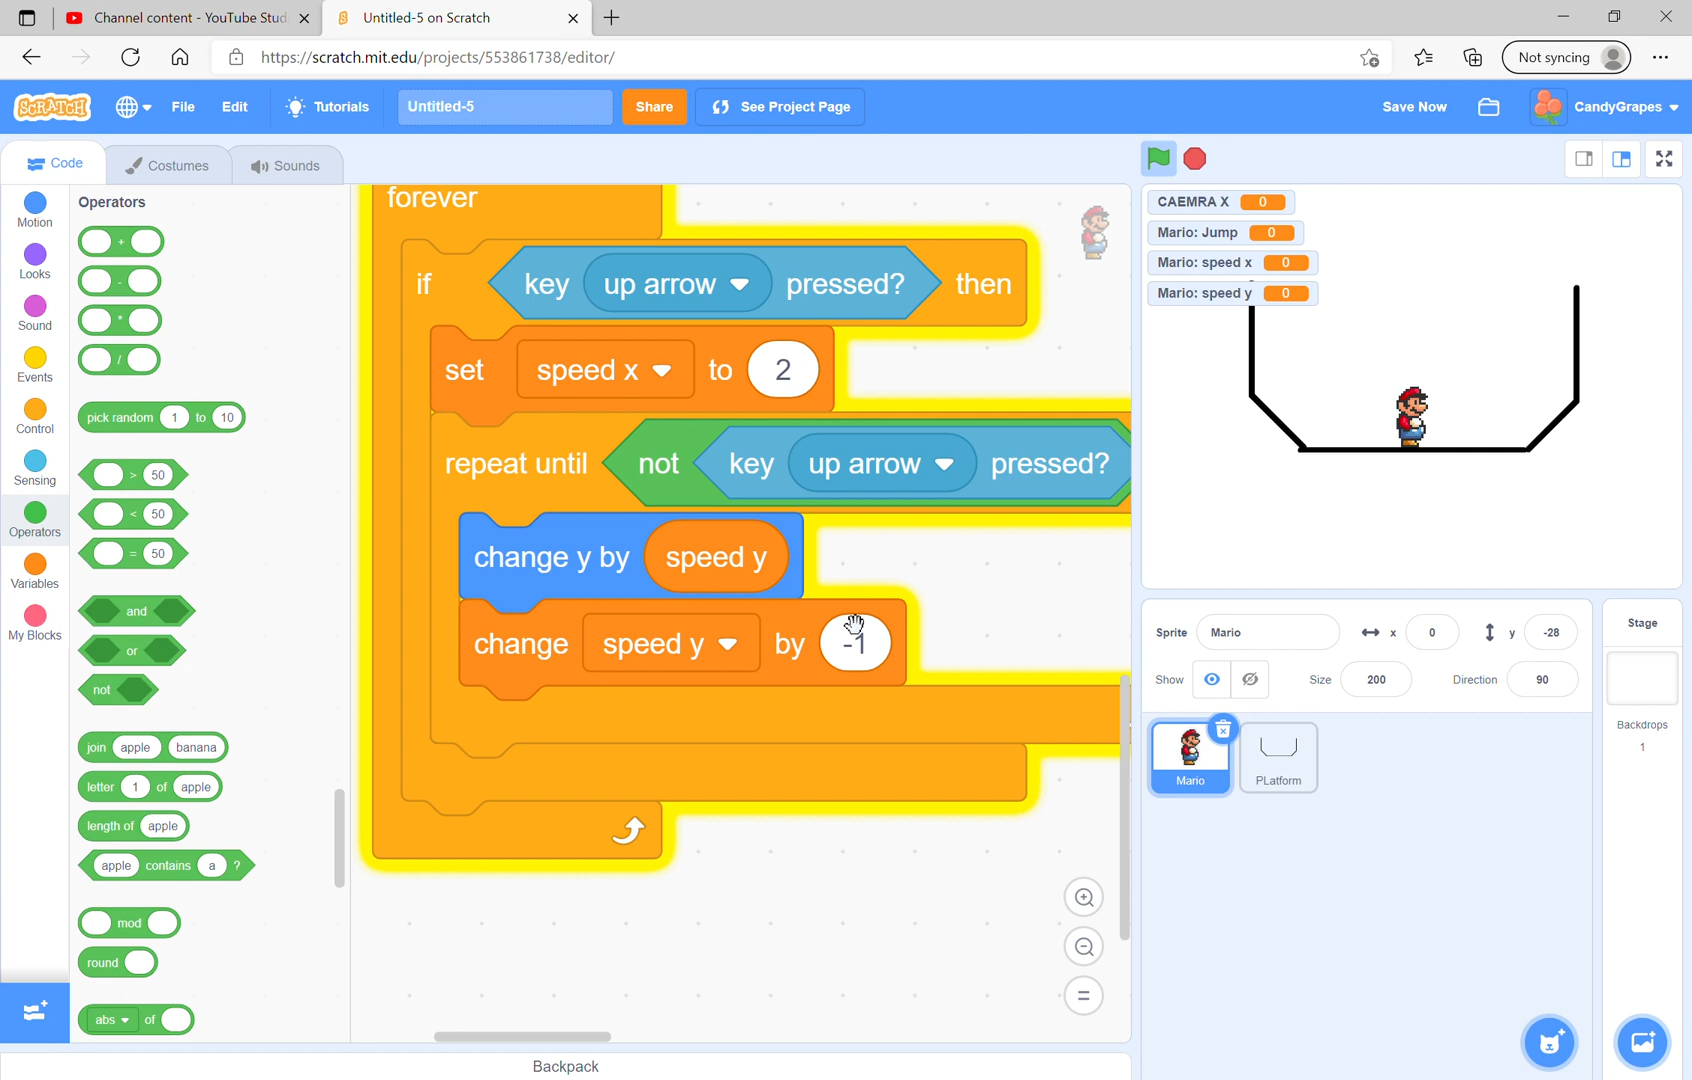 Channel content - YouTube Stud
Untitled-5 on Scratch
https://scratch.mit.edu/projects/553861738/editor/
Not syncing
SCRATCH
File
Edit
Tutorials
Untitled-5
Share
See Project Page
Save Now
CandyGrapes
Code
Costumes
Sounds
Motion
Looks
Sound
Events
Control
Sensing
Operators
Variables
My Blocks
Operators
+
-
*
/
pick random 1 to 10
> 50
< 50
= 50
and
or
not
join apple banana
letter 1 of apple
length of apple
apple contains a ?
mod
round
abs of
forever
if key up arrow pressed? then
set speed x to 2
repeat until not key up arrow pressed?
change y by speed y
change speed y by -1
Backpack
CAEMRA X 0
Mario: Jump 0
Mario: speed x 0
Mario: speed y 0
Sprite Mario x 0 y -28
Show Size 200 Direction 90
Mario
PLatform
Stage
Backdrops
1